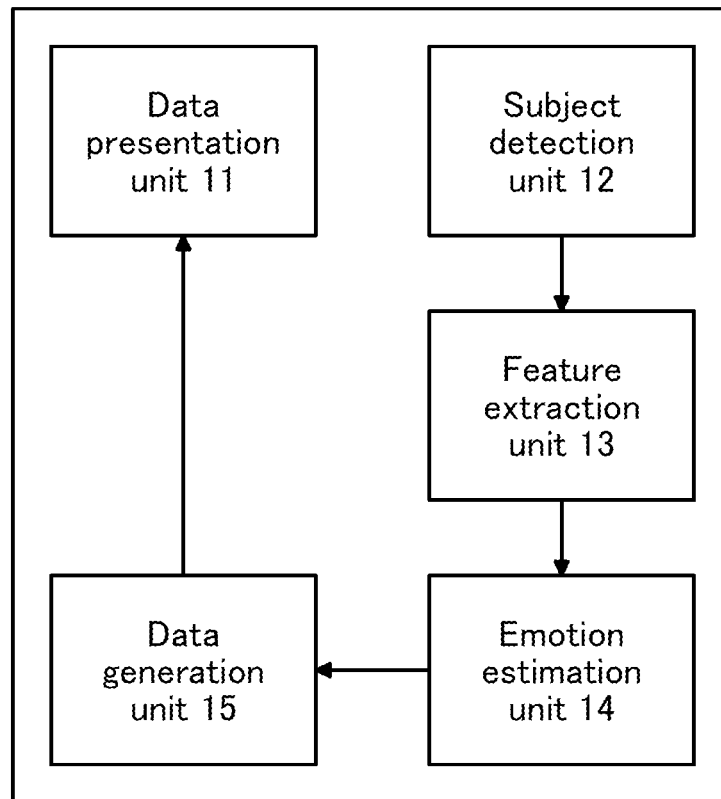 Data
presentation
unit 11
Subject
detection
unit 12
Feature
extraction
unit 13
Emotion
estimation
unit 14
Data
generation
unit 15